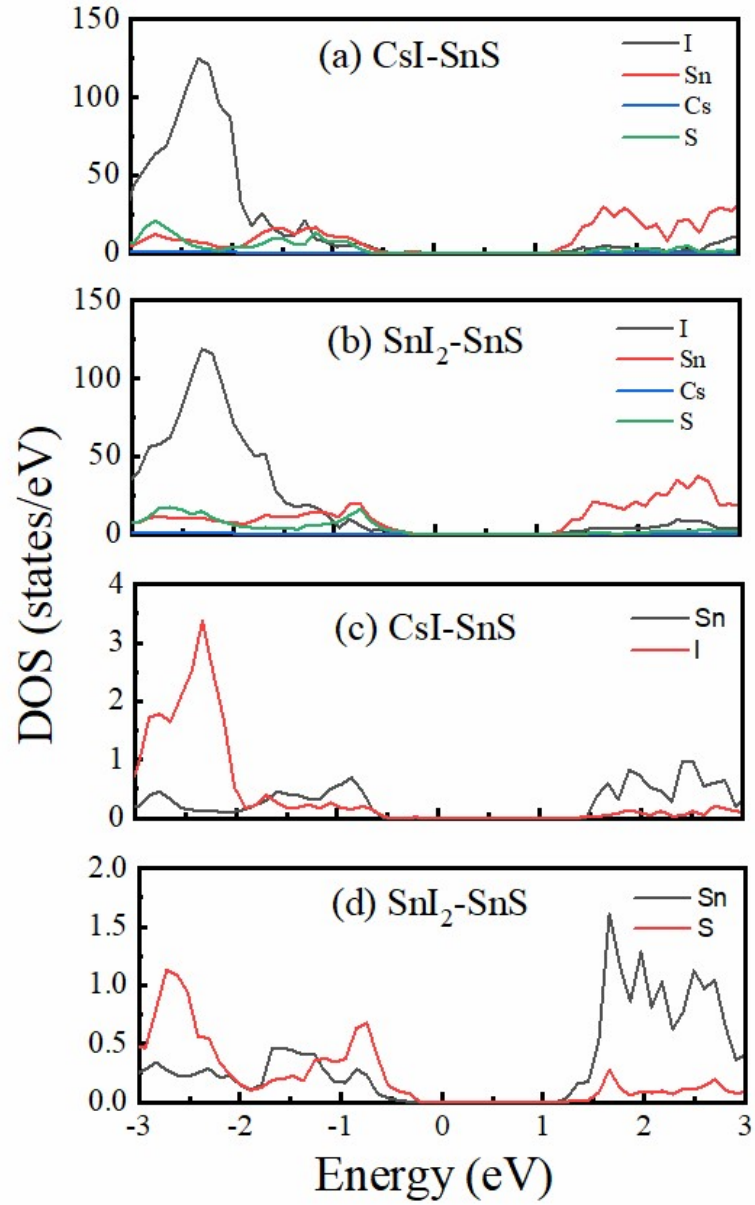 150
(a) CsI-SnS
I
Sn
100
Cs
S
50
0
150
(b) SnI₂-SnS
I
Sn
100
Cs
S
50
0
DOS (states/eV)
4
(c) CsI-SnS
Sn
I
3
2
1
0
2.0
(d) SnI₂-SnS
Sn
S
1.5
1.0
0.5
0.0
-3 -2 -1 0 1 2 3
Energy (eV)